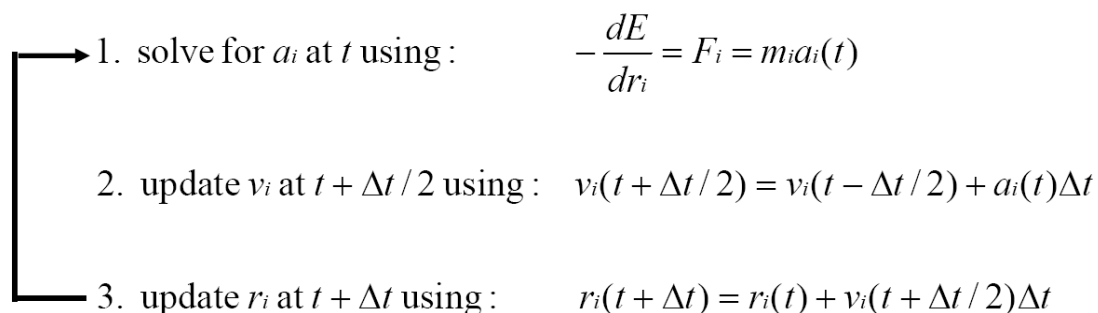 1. solve for aᵢ at t using : −dE/drᵢ = Fᵢ = mᵢaᵢ(t)
2. update vᵢ at t + Δt / 2 using : vᵢ(t + Δt / 2) = vᵢ(t − Δt / 2) + aᵢ(t)Δt
3. update rᵢ at t + Δt using : rᵢ(t + Δt) = rᵢ(t) + vᵢ(t + Δt / 2)Δt